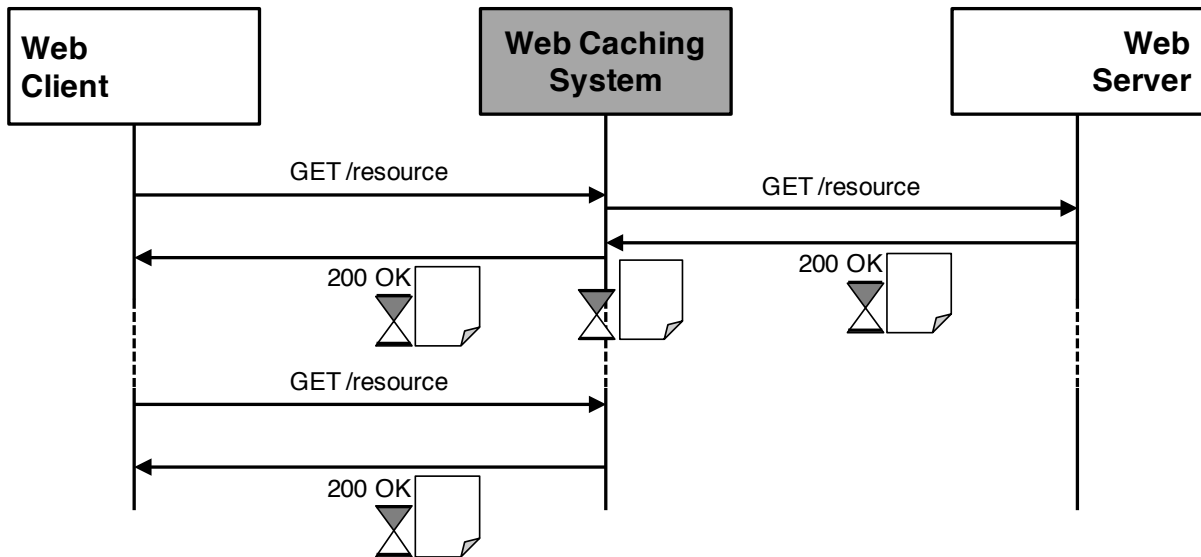 Web
Client
Web Caching
System
Web
Server
GET /resource
GET /resource
200 OK
200 OK
GET /resource
200 OK